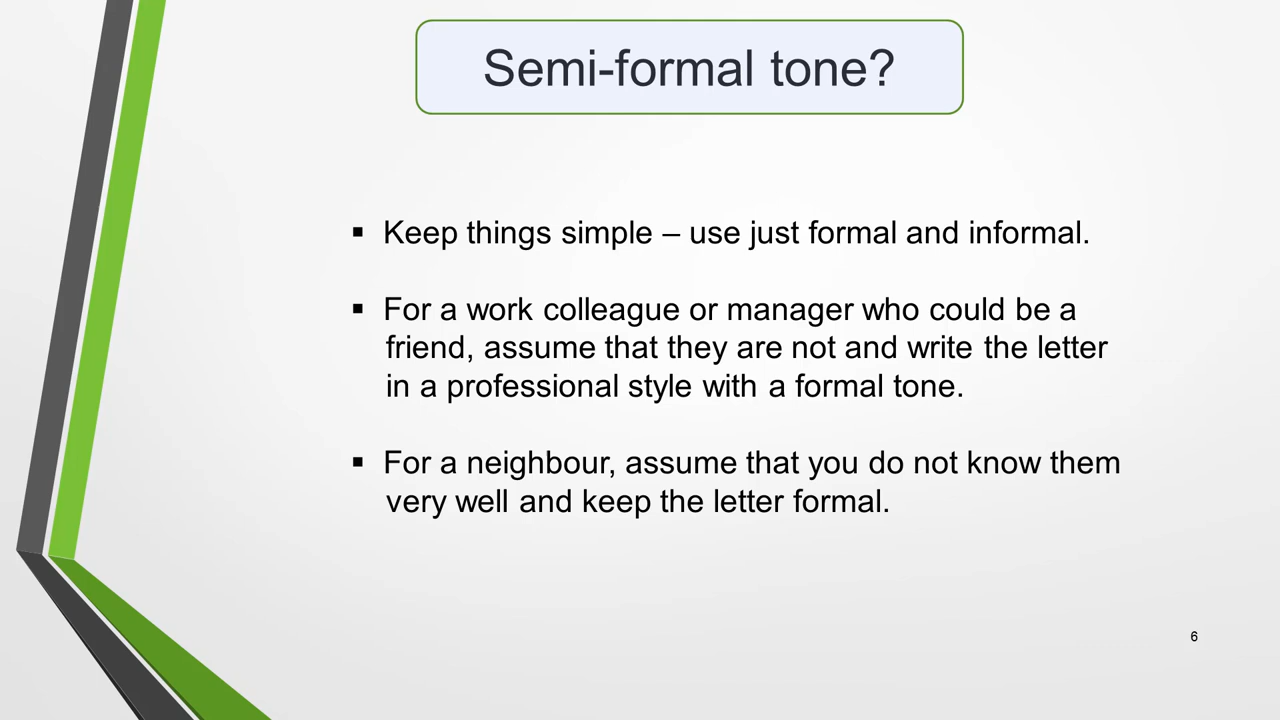 Semi-formal tone?
▪ Keep things simple – use just formal and informal.
▪ For a work colleague or manager who could be a
friend, assume that they are not and write the letter
in a professional style with a formal tone.
▪ For a neighbour, assume that you do not know them
very well and keep the letter formal.
6